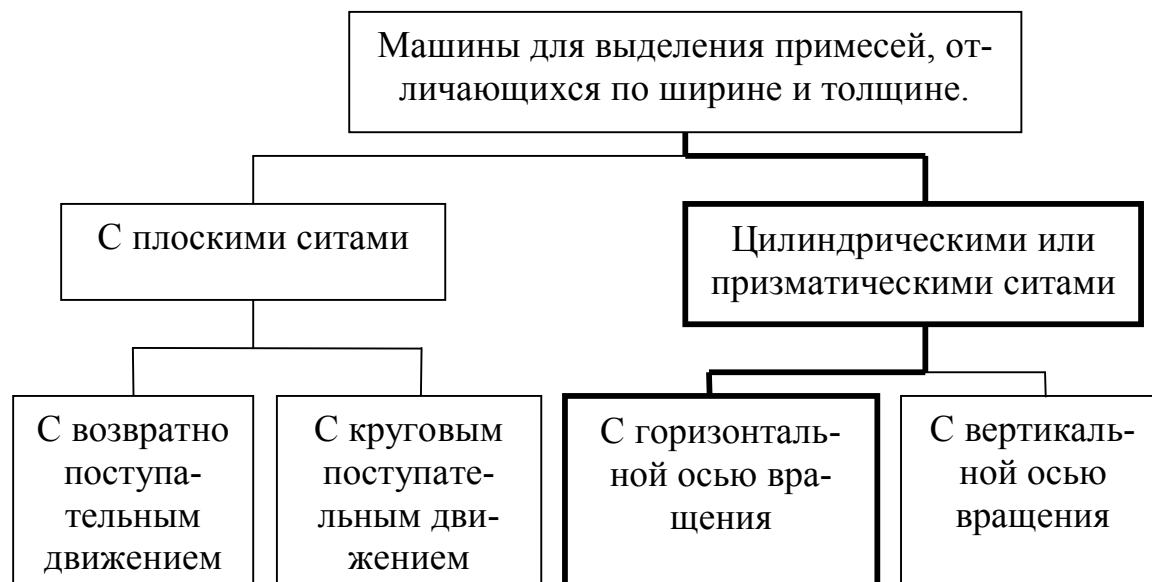 Машины для выделения примесей, от-
личающихся по ширине и толщине.
С плоскими ситами
Цилиндрическими или
призматическими ситами
С возвратно
поступа-
тельным
движением
С круговым
поступате-
льным дви-
жением
С горизонталь-
ной осью вра-
щения
С вертикаль-
ной осью
вращения